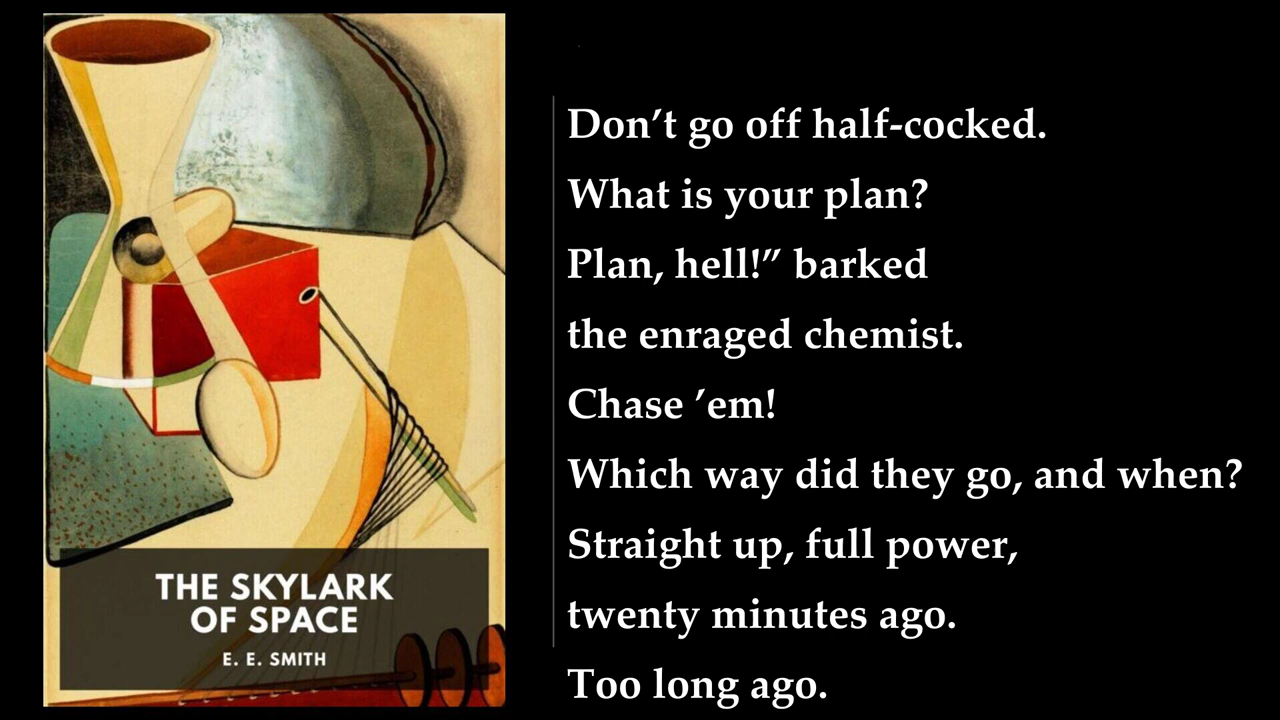 THE SKYLARK
OF SPACE
E. E. SMITH
Don’t go off half-cocked.
What is your plan?
Plan, hell!” barked
the enraged chemist.
Chase ’em!
Which way did they go, and when?
Straight up, full power,
twenty minutes ago.
Too long ago.